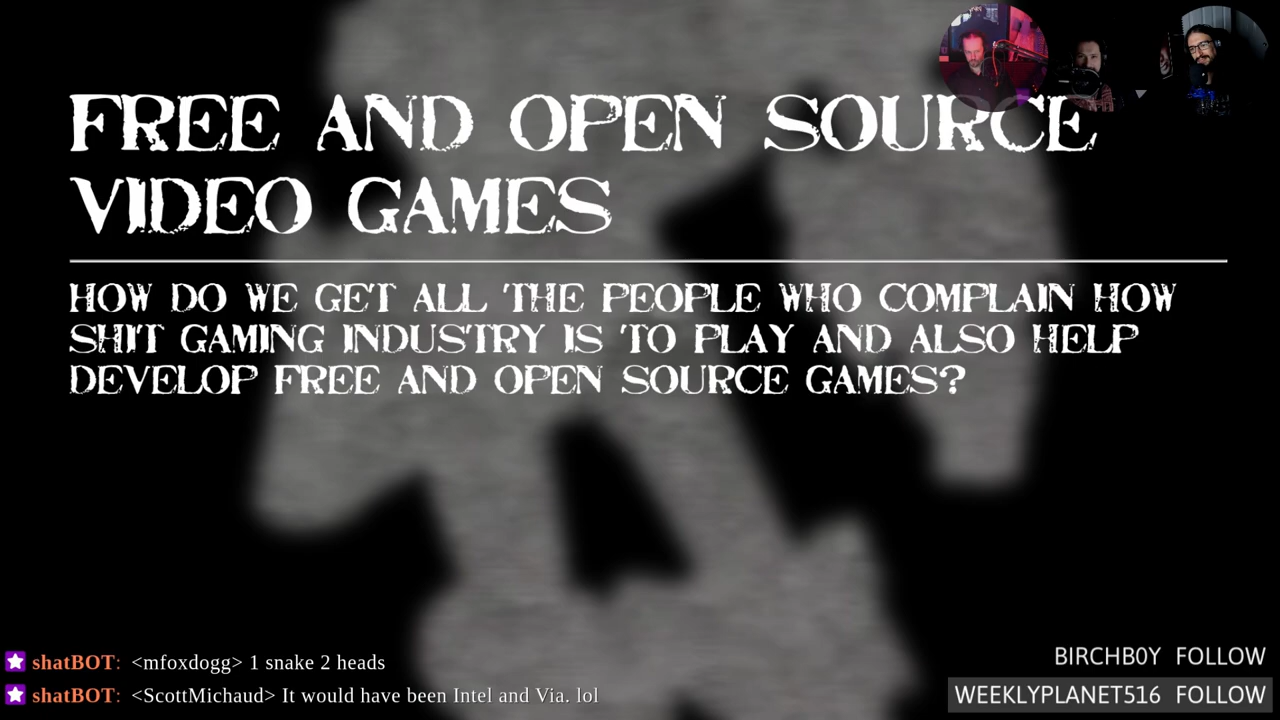 FREE AND OPEN SOURCE
VIDEO GAMES
HOW DO WE GET ALL THE PEOPLE WHO COMPLAIN HOW
SHIT GAMING INDUSTRY IS TO PLAY AND ALSO HELP
DEVELOP FREE AND OPEN SOURCE GAMES?
shatBOT: <mfoxdogg> 1 snake 2 heads
shatBOT: <ScottMichaud> It would have been Intel and Via. lol
BIRCHB0Y FOLLOW
WEEKLYPLANET516 FOLLOW